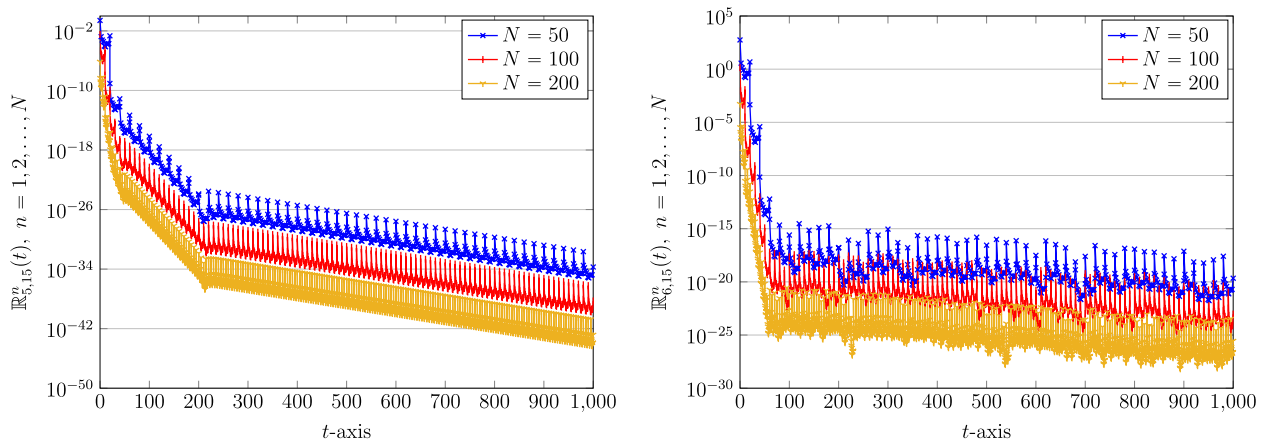 10^{-2}
10^{-10}
10^{-18}
10^{-26}
10^{-34}
10^{-42}
10^{-50}
0 100 200 300 400 500 600 700 800 900 1,000
t-axis
ℝ^n_{5,15}(t), n = 1, 2, . . . , N
N = 50
N = 100
N = 200
10^5
10^0
10^{-5}
10^{-10}
10^{-15}
10^{-20}
10^{-25}
10^{-30}
0 100 200 300 400 500 600 700 800 900 1,000
t-axis
ℝ^n_{6,15}(t), n = 1, 2, . . . , N
N = 50
N = 100
N = 200